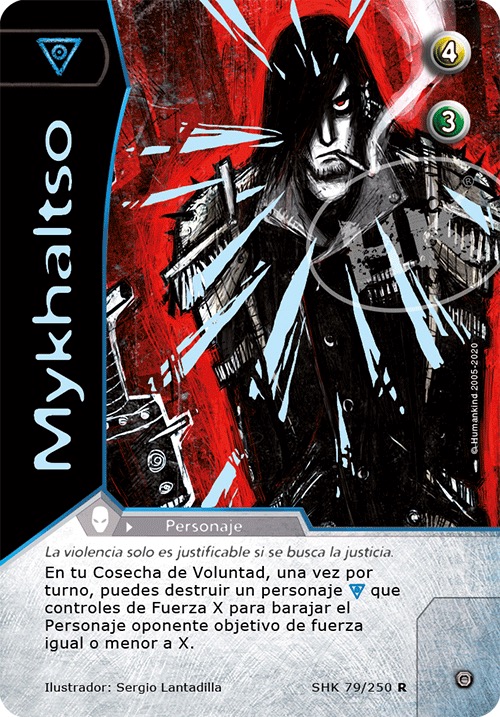 4
3
Mykhaltso
HK
®
© Humankind 2005-2020
Personaje
La violencia solo es justificable si se busca la justicia.
En tu Cosecha de Voluntad, una vez por
turno, puedes destruir un personaje que
controles de Fuerza X para barajar el
Personaje oponente objetivo de fuerza
igual o menor a X.
Ilustrador: Sergio Lantadilla
SHK 79/250 R